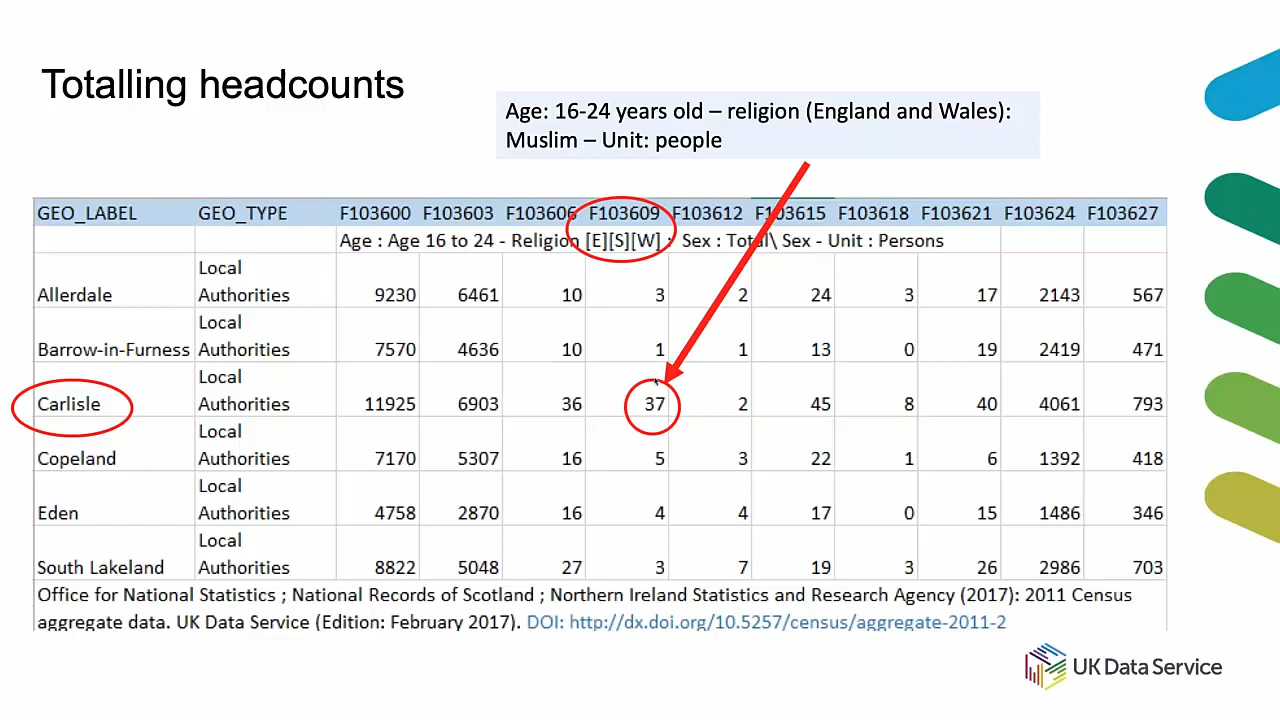 Totalling headcounts
Age: 16-24 years old – religion (England and Wales):
Muslim – Unit: people
GEO_LABEL GEO_TYPE F103600 F103603 F103606 F103609 F103612 F103615 F103618 F103621 F103624 F103627
Age : Age 16 to 24 - Religion [E][S][W] : Sex : Total\ Sex - Unit : Persons
Local
Allerdale Authorities 9230 6461 10 3 2 24 3 17 2143 567
Local
Barrow-in-Furness Authorities 7570 4636 10 1 1 13 0 19 2419 471
Local
Carlisle Authorities 11925 6903 36 37 2 45 8 40 4061 793
Local
Copeland Authorities 7170 5307 16 5 3 22 1 6 1392 418
Local
Eden Authorities 4758 2870 16 4 4 17 0 15 1486 346
Local
South Lakeland Authorities 8822 5048 27 3 7 19 3 26 2986 703
Office for National Statistics ; National Records of Scotland ; Northern Ireland Statistics and Research Agency (2017): 2011 Census
aggregate data. UK Data Service (Edition: February 2017). DOI: http://dx.doi.org/10.5257/census/aggregate-2011-2
UK Data Service